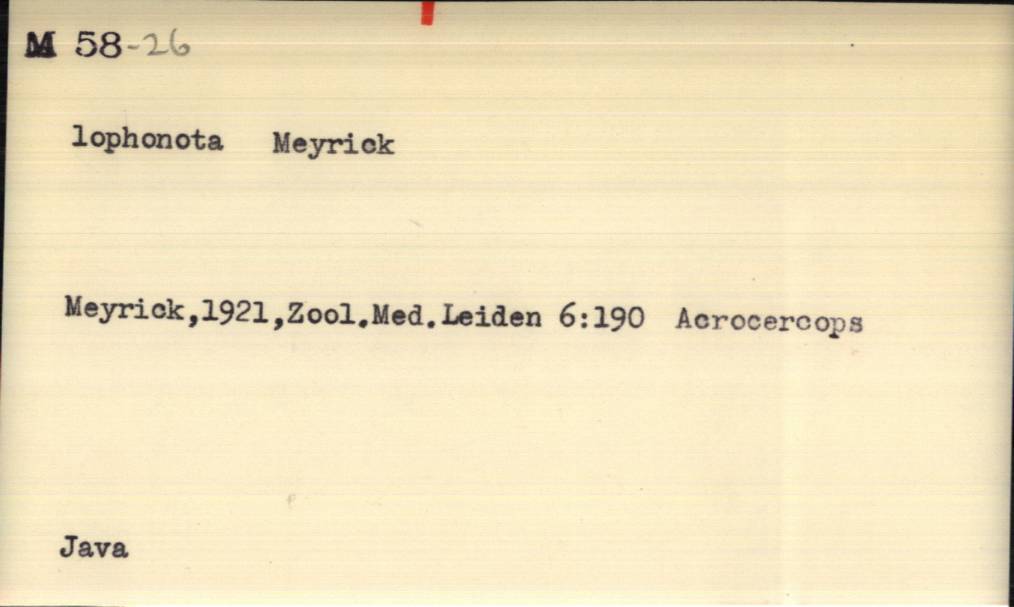 M 58-26
lophonota Meyrick
Meyrick,1921,Zool.Med.Leiden 6:190 Acrocercops
Java